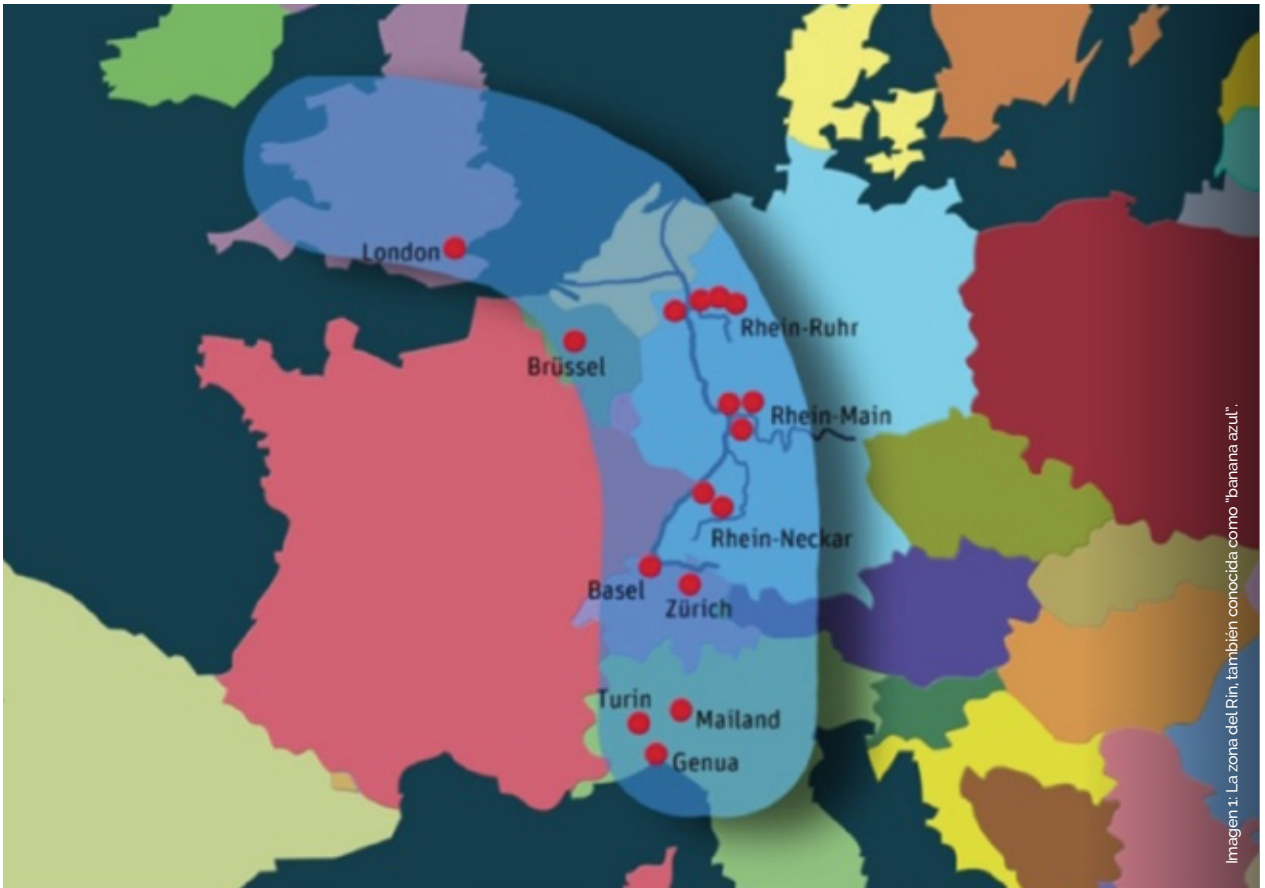 London
Brüssel
Rhein-Ruhr
Rhein-Main
Rhein-Neckar
Basel
Zürich
Turin
Mailand
Genua
Imagen 1: La zona del Rin, también conocida como "banana azul".